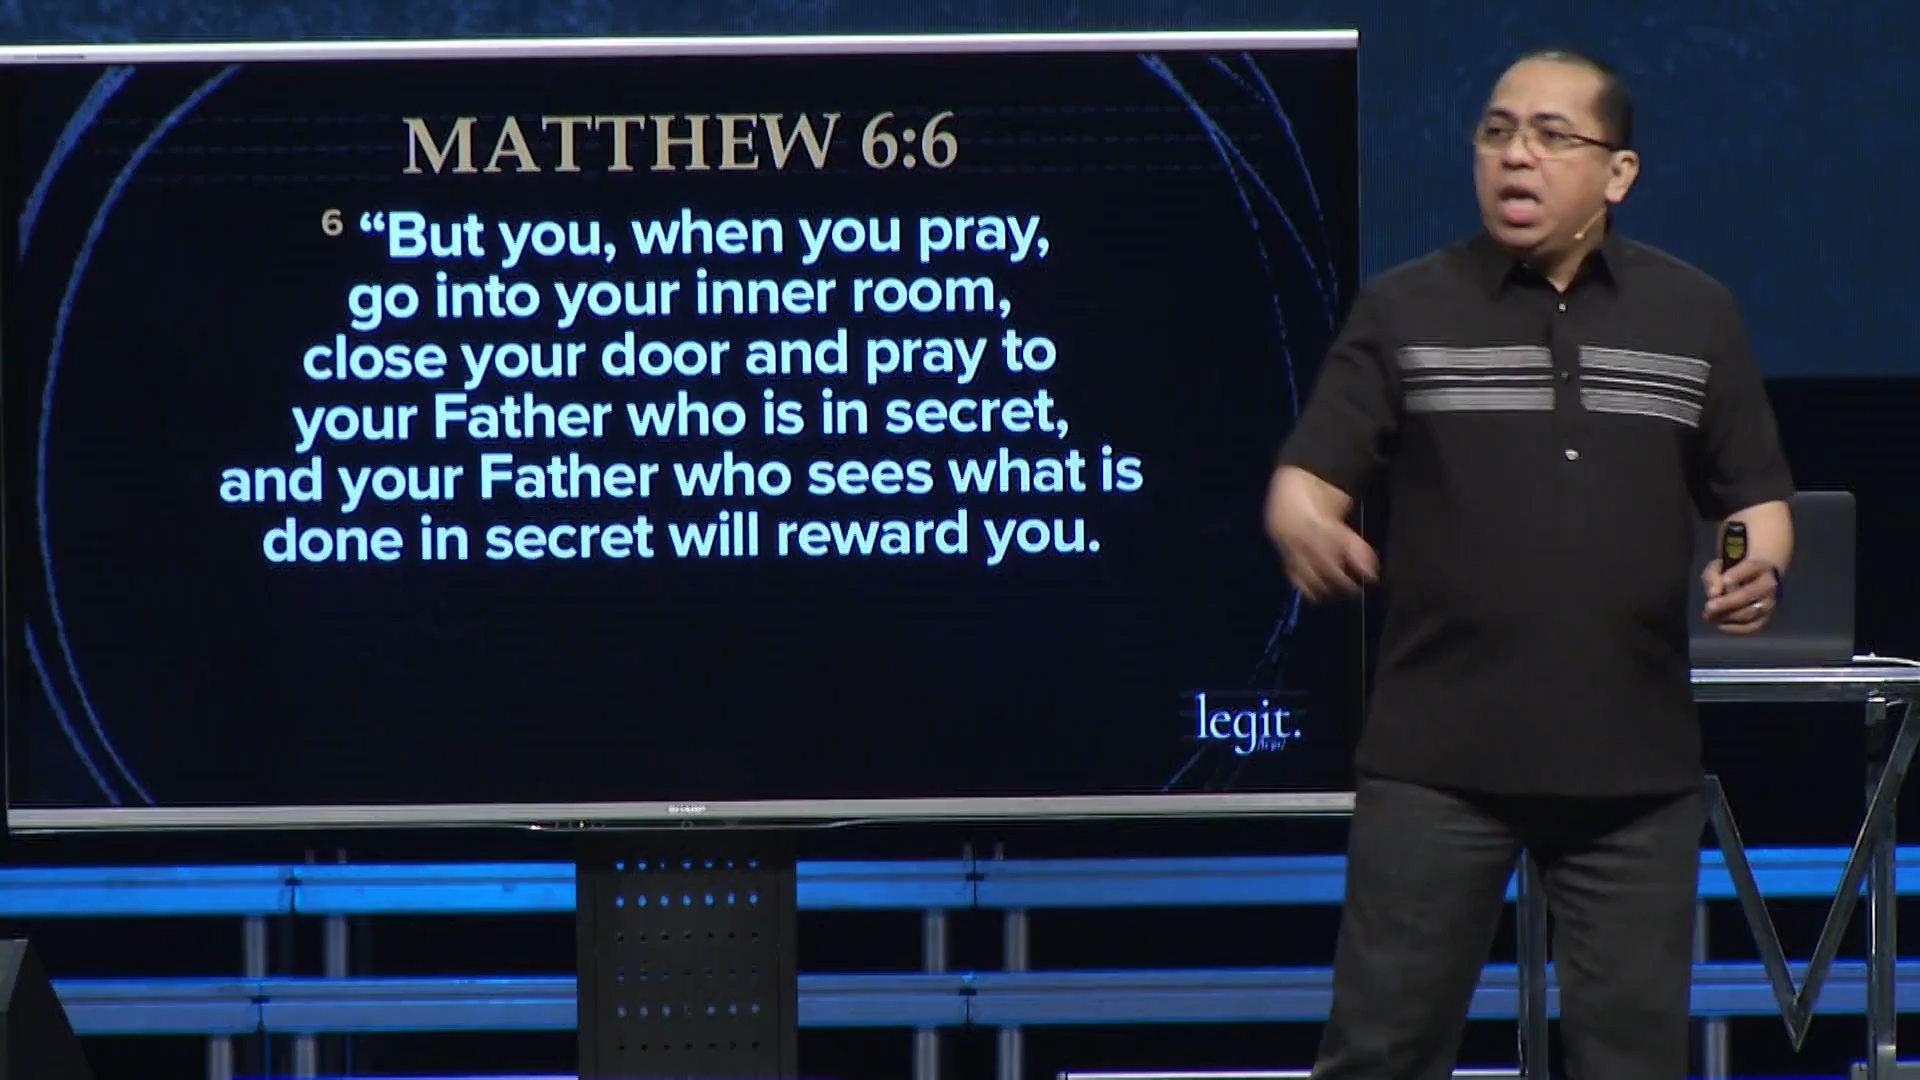 MATTHEW 6:6
6 “But you, when you pray,
go into your inner room,
close your door and pray to
your Father who is in secret,
and your Father who sees what is
done in secret will reward you.
legit.
SHARP